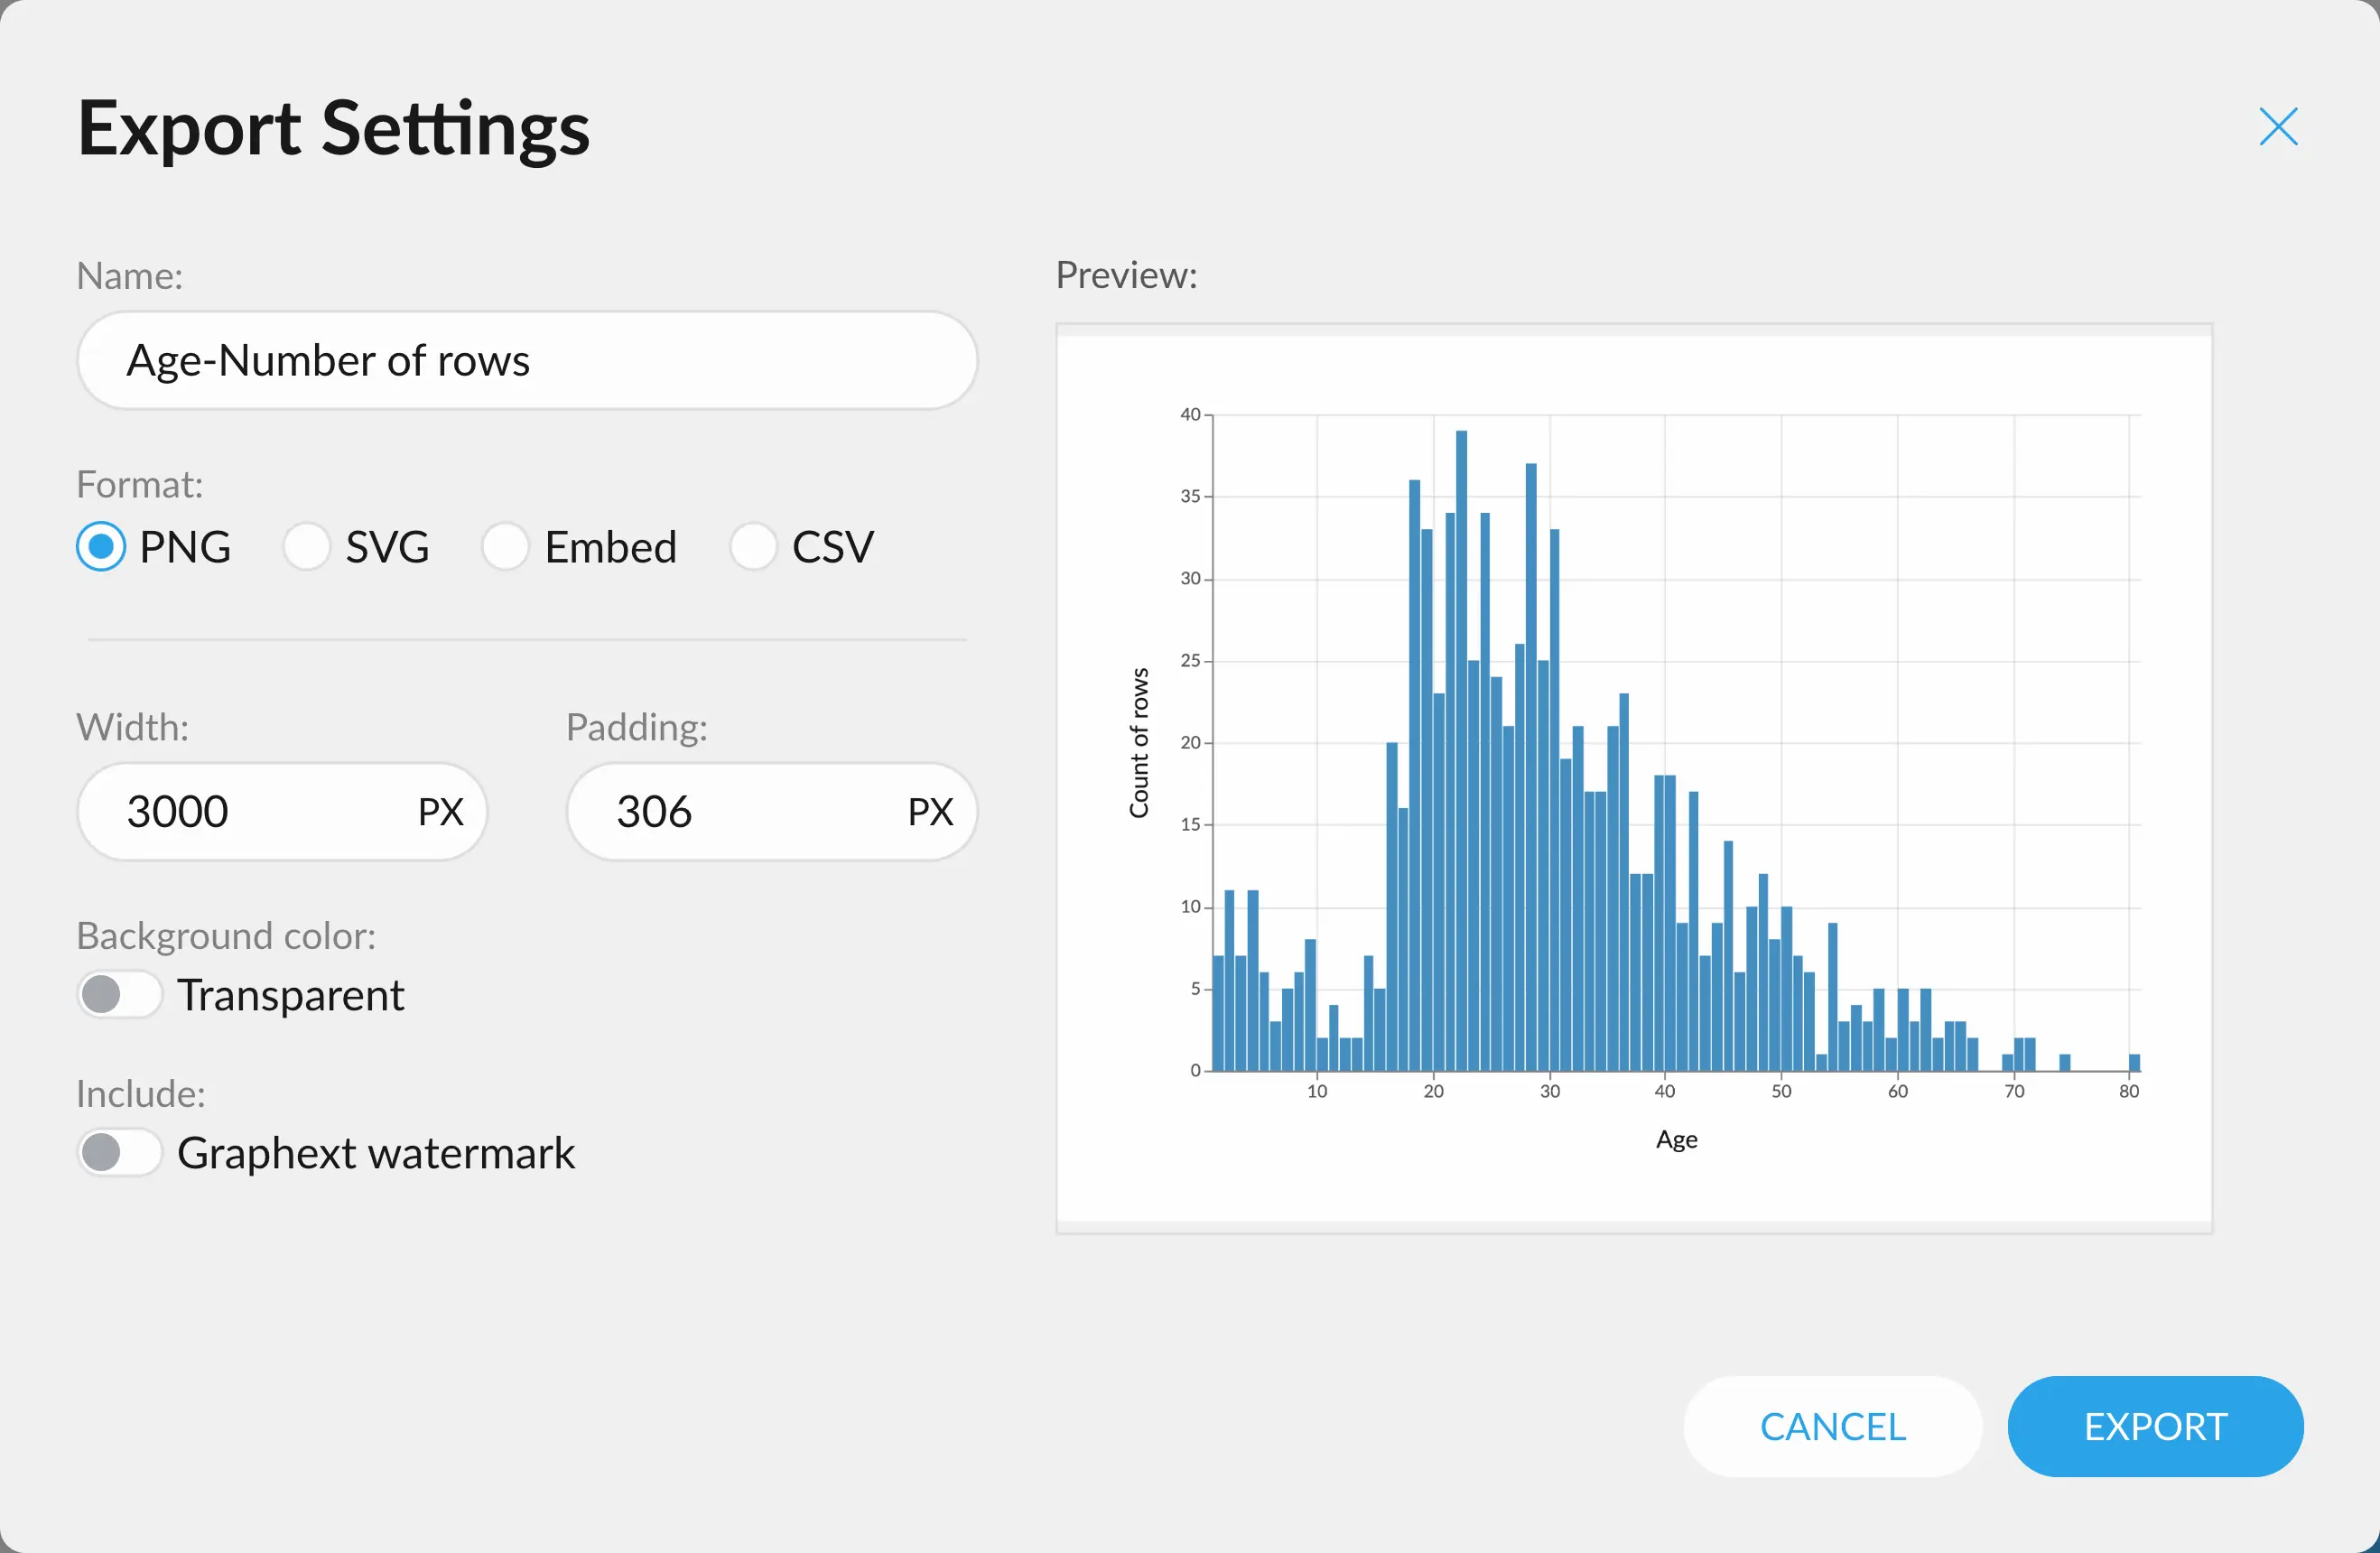 Export Settings
Name:
Age-Number of rows
Format:
PNG SVG Embed CSV
Width: Padding:
3000 PX 306 PX
Background color:
Transparent
Include:
Graphext watermark
Preview:
40
35
30
25
20
15
10
5
0
Count of rows
10 20 30 40 50 60 70 80
Age
CANCEL EXPORT